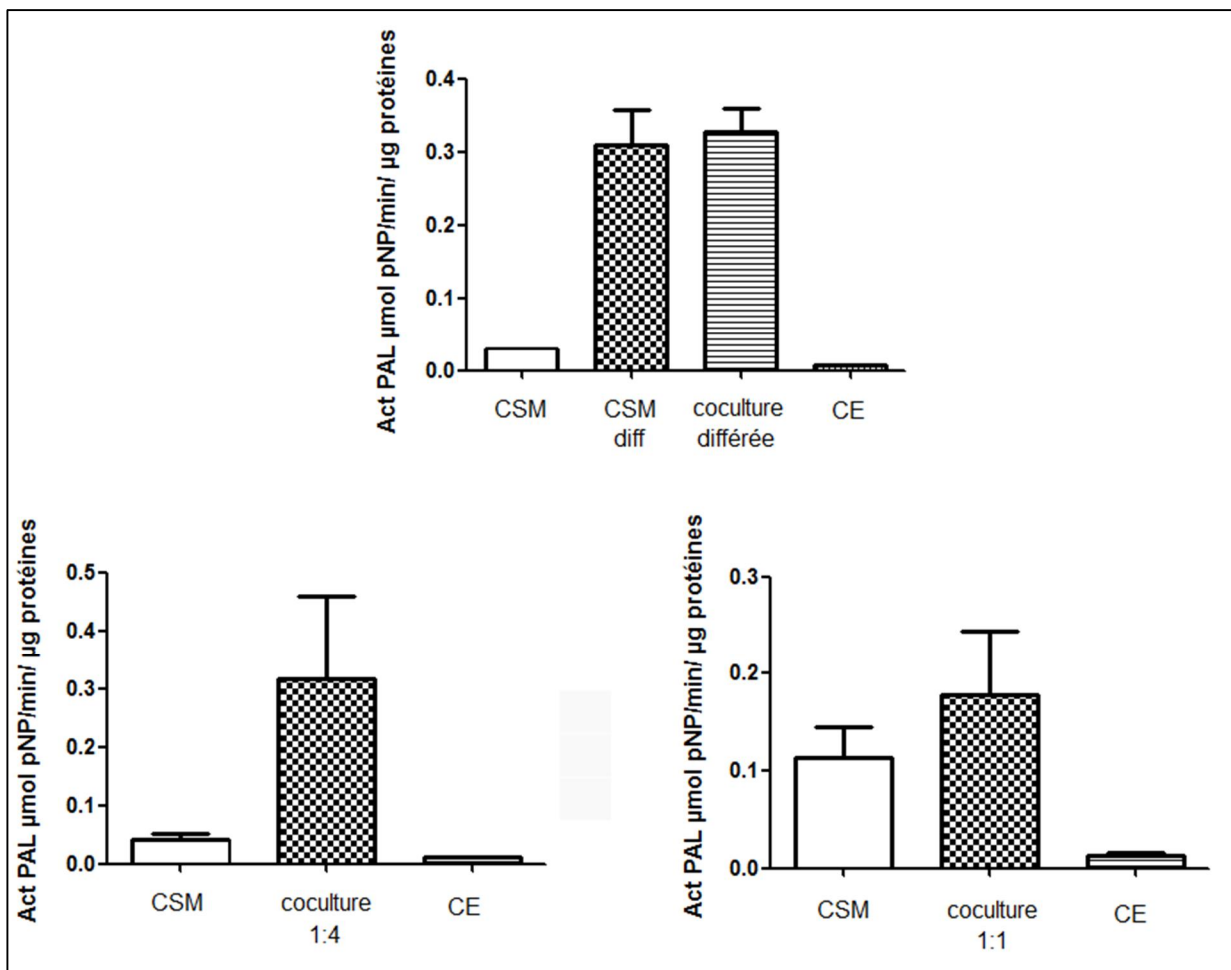 Act PAL µmol pNP/min/ µg protéines
0.4
0.3
0.2
0.1
0.0
CSM
CSM
diff
coculture
différée
CE
Act PAL µmol pNP/min/ µg protéines
0.5
0.4
0.3
0.2
0.1
0.0
CSM
coculture
1:4
CE
Act PAL µmol pNP/min/ µg protéines
0.3
0.2
0.1
0.0
CSM
coculture
1:1
CE